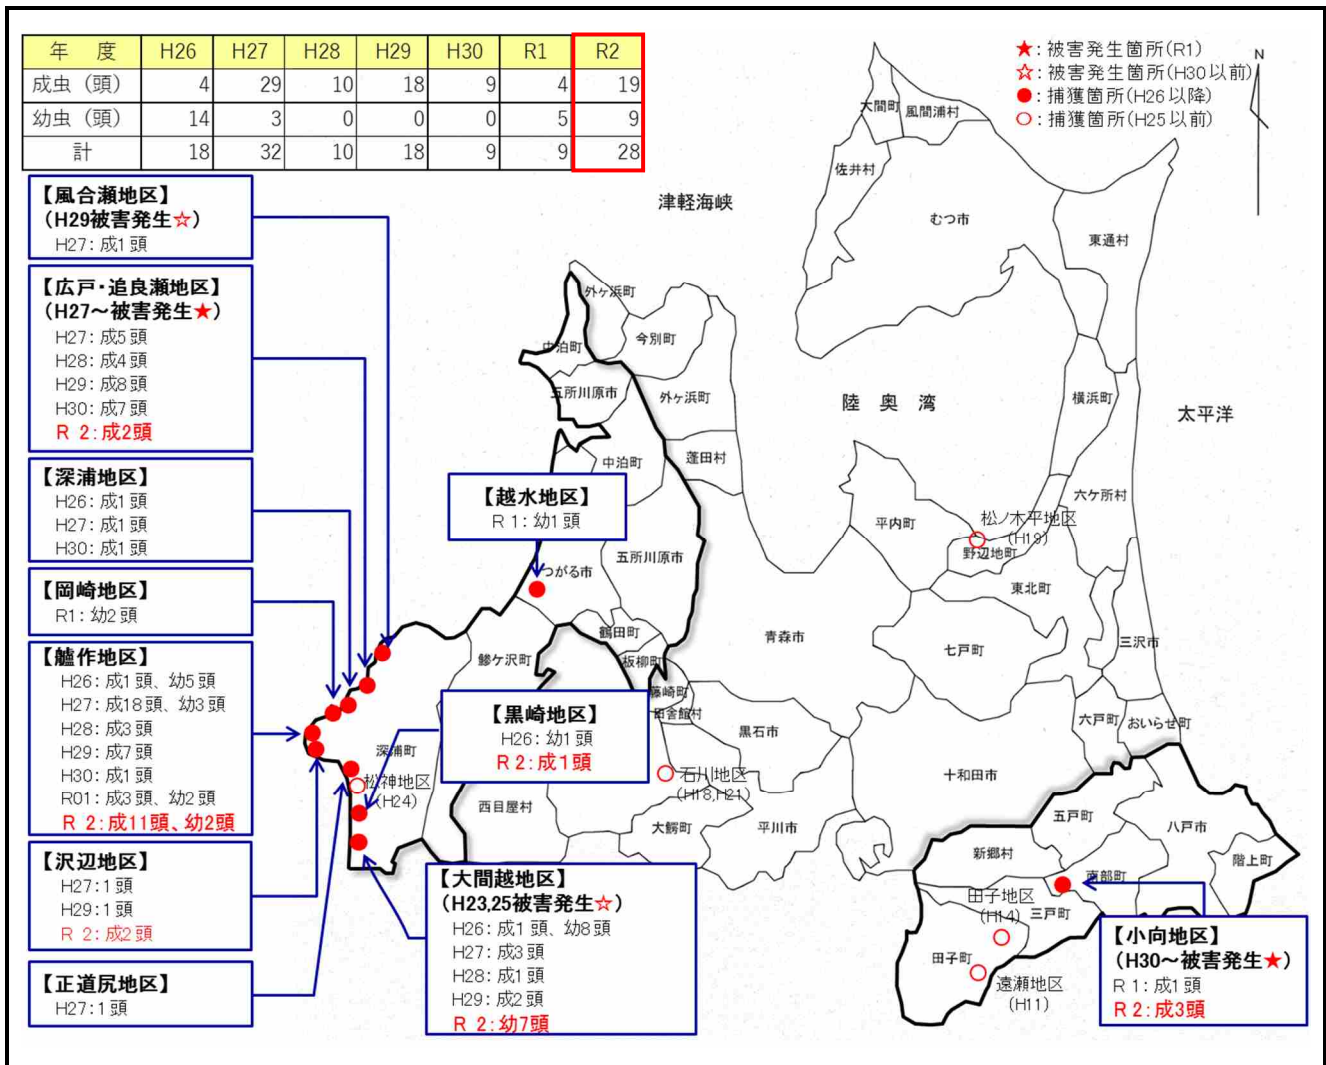 年 度 H26 H27 H28 H29 H30 R1 R2
成虫（頭） 4 29 10 18 9 4 19
幼虫（頭） 14 3 0 0 0 5 9
計 18 32 10 18 9 9 28
★：被害発生箇所(R1)
☆：被害発生箇所(H30以前)
●：捕獲箇所(H26以降)
○：捕獲箇所(H25以前)
N
【風合瀬地区】
（H29被害発生☆）
H27：成1頭
【広戸・追良瀬地区】
（H27～被害発生★）
H27：成5頭
H28：成4頭
H29：成8頭
H30：成7頭
R 2：成2頭
【深浦地区】
H26：成1頭
H27：成1頭
H30：成1頭
【岡崎地区】
R1：幼2頭
【艫作地区】
H26：成1頭、幼5頭
H27：成18頭、幼3頭
H28：成3頭
H29：成7頭
H30：成1頭
R01：成3頭、幼2頭
R 2：成11頭、幼2頭
【沢辺地区】
H27：1頭
H29：1頭
R 2：成2頭
【正道尻地区】
H27：1頭
【越水地区】
R 1：幼1頭
【黒崎地区】
H26：幼1頭
R 2：成1頭
【大間越地区】
（H23,25被害発生☆）
H26：成1頭、幼8頭
H27：成3頭
H28：成1頭
H29：成2頭
R 2：幼7頭
【小向地区】
（H30～被害発生★）
R 1：成1頭
R 2：成3頭
津軽海峡
陸奥湾
太平洋
大間町
風間浦村
佐井村
むつ市
東通村
外ヶ浜町
中泊町
今別町
五所川原市
外ヶ浜町
中泊町
蓬田村
横浜町
六ケ所村
平内町
松ノ木平地区
(H19)
野辺地町
東北町
つがる市
五所川原市
鶴田町
板柳町
鰺ケ沢町
青森市
七戸町
三沢市
藤崎町
田舎館村
黒石市
六戸町
おいらせ町
深浦町
松神地区
(H24)
石川地区
(H18,H21)
十和田市
西目屋村
大鰐町
平川市
五戸町
八戸市
新郷村
階上町
南部町
田子地区
(H14)
三戸町
田子町
遠瀬地区
(H11)